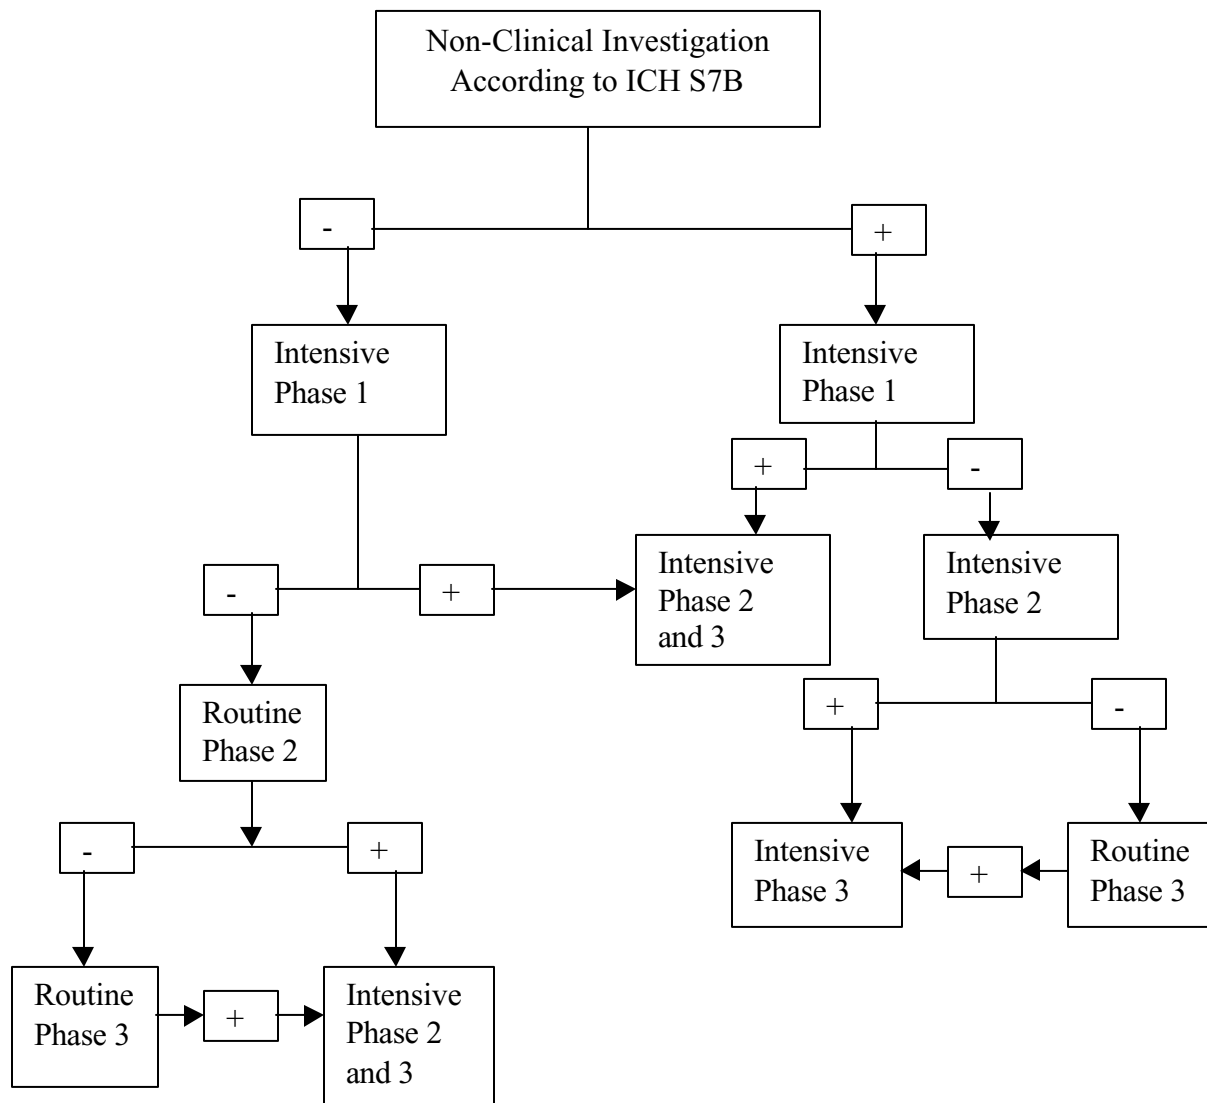 Non-Clinical Investigation
According to ICH S7B
-
+
Intensive
Phase 1
Intensive
Phase 1
+
-
Intensive
Phase 2
and 3
Intensive
Phase 2
-
+
Routine
Phase 2
+
-
-
+
Intensive
Phase 3
+
Routine
Phase 3
Routine
Phase 3
+
Intensive
Phase 2
and 3